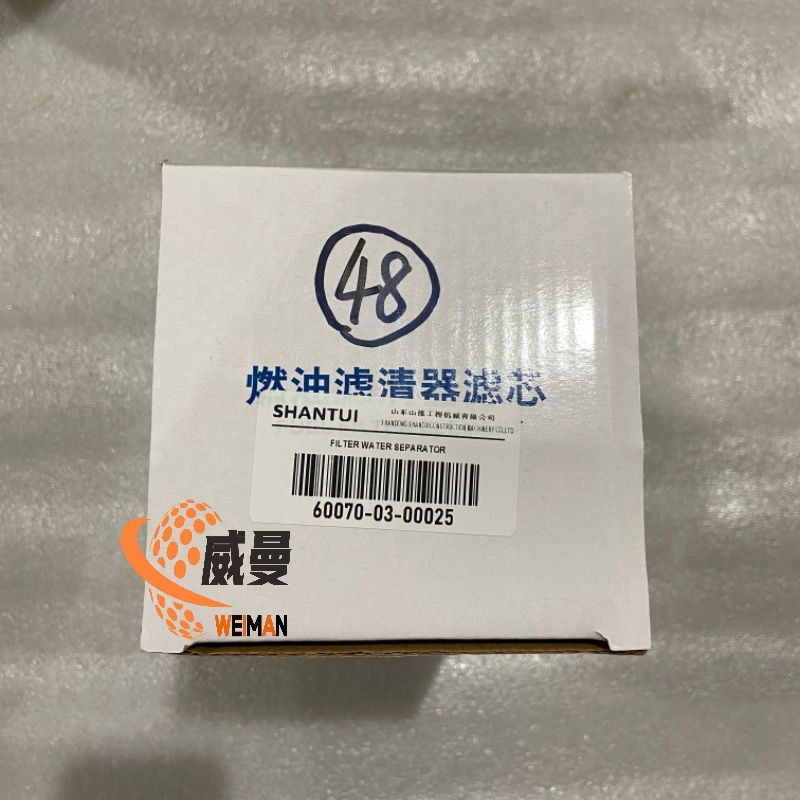 48
燃油滤清器滤芯
SHANTUI
山东山推工程机械有限公司
SHANDONG SHANTUI CONSTRUCTION MACHINERY CO.,LTD
FILTER WATER SEPARATOR
60070-03-00025
威曼
WEIMAN